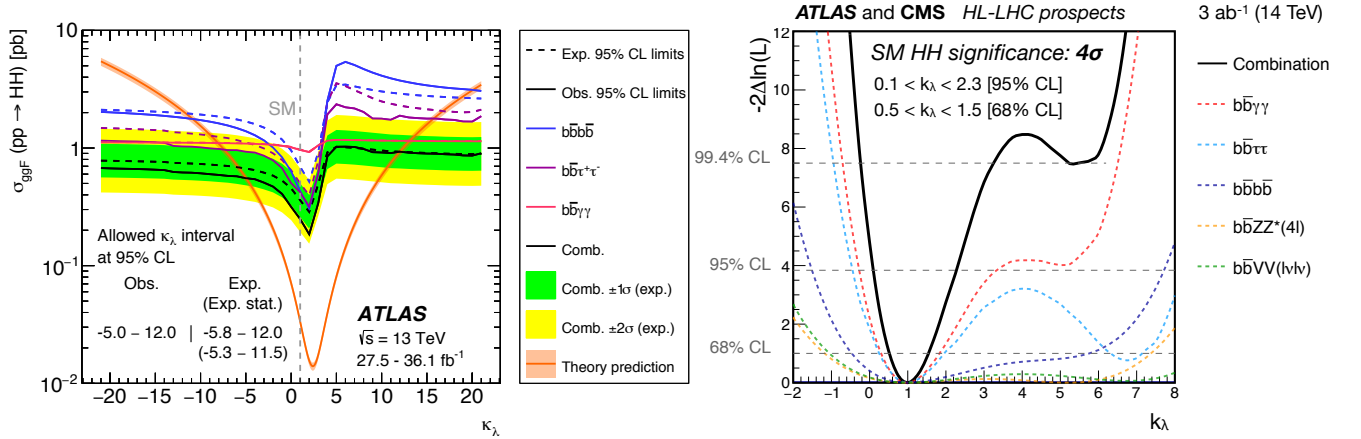 σggF (pp → HH) [pb]
10
1
10⁻¹
10⁻²
SM
Allowed κλ interval
at 95% CL
Obs. Exp.
(Exp. stat.)
-5.0 − 12.0 | -5.8 − 12.0
(-5.3 − 11.5)
ATLAS
√s = 13 TeV
27.5 - 36.1 fb⁻¹
−20 −15 −10 −5 0 5 10 15 20
κλ
Exp. 95% CL limits
Obs. 95% CL limits
bb̄bb̄
bb̄τ⁺τ⁻
bb̄γγ
Comb.
Comb. ±1σ (exp.)
Comb. ±2σ (exp.)
Theory prediction
ATLAS and CMS HL-LHC prospects
3 ab⁻¹ (14 TeV)
-2Δln(L)
12
10
8
6
4
2
0
SM HH significance: 4σ
0.1 < kλ < 2.3 [95% CL]
0.5 < kλ < 1.5 [68% CL]
99.4% CL
95% CL
68% CL
−2 −1 0 1 2 3 4 5 6 7 8
kλ
Combination
bb̄γγ
bb̄ττ
bb̄bb̄
bb̄ZZ*(4l)
bb̄VV(lνlν)